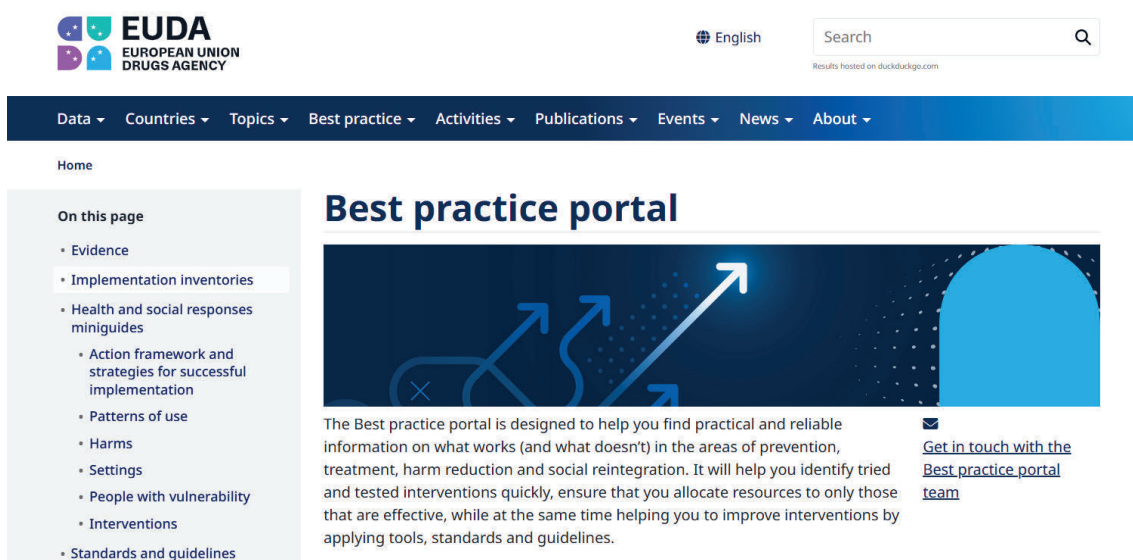 EUDA
EUROPEAN UNION
DRUGS AGENCY
English
Search
Results hosted on duckduckgo.com
Data
Countries
Topics
Best practice
Activities
Publications
Events
News
About
Home
On this page
Evidence
Implementation inventories
Health and social responses
miniguides
Action framework and
strategies for successful
implementation
Patterns of use
Harms
Settings
People with vulnerability
Interventions
Standards and guidelines
Best practice portal
The Best practice portal is designed to help you find practical and reliable
information on what works (and what doesn't) in the areas of prevention,
treatment, harm reduction and social reintegration. It will help you identify tried
and tested interventions quickly, ensure that you allocate resources to only those
that are effective, while at the same time helping you to improve interventions by
applying tools, standards and guidelines.
Get in touch with the
Best practice portal
team